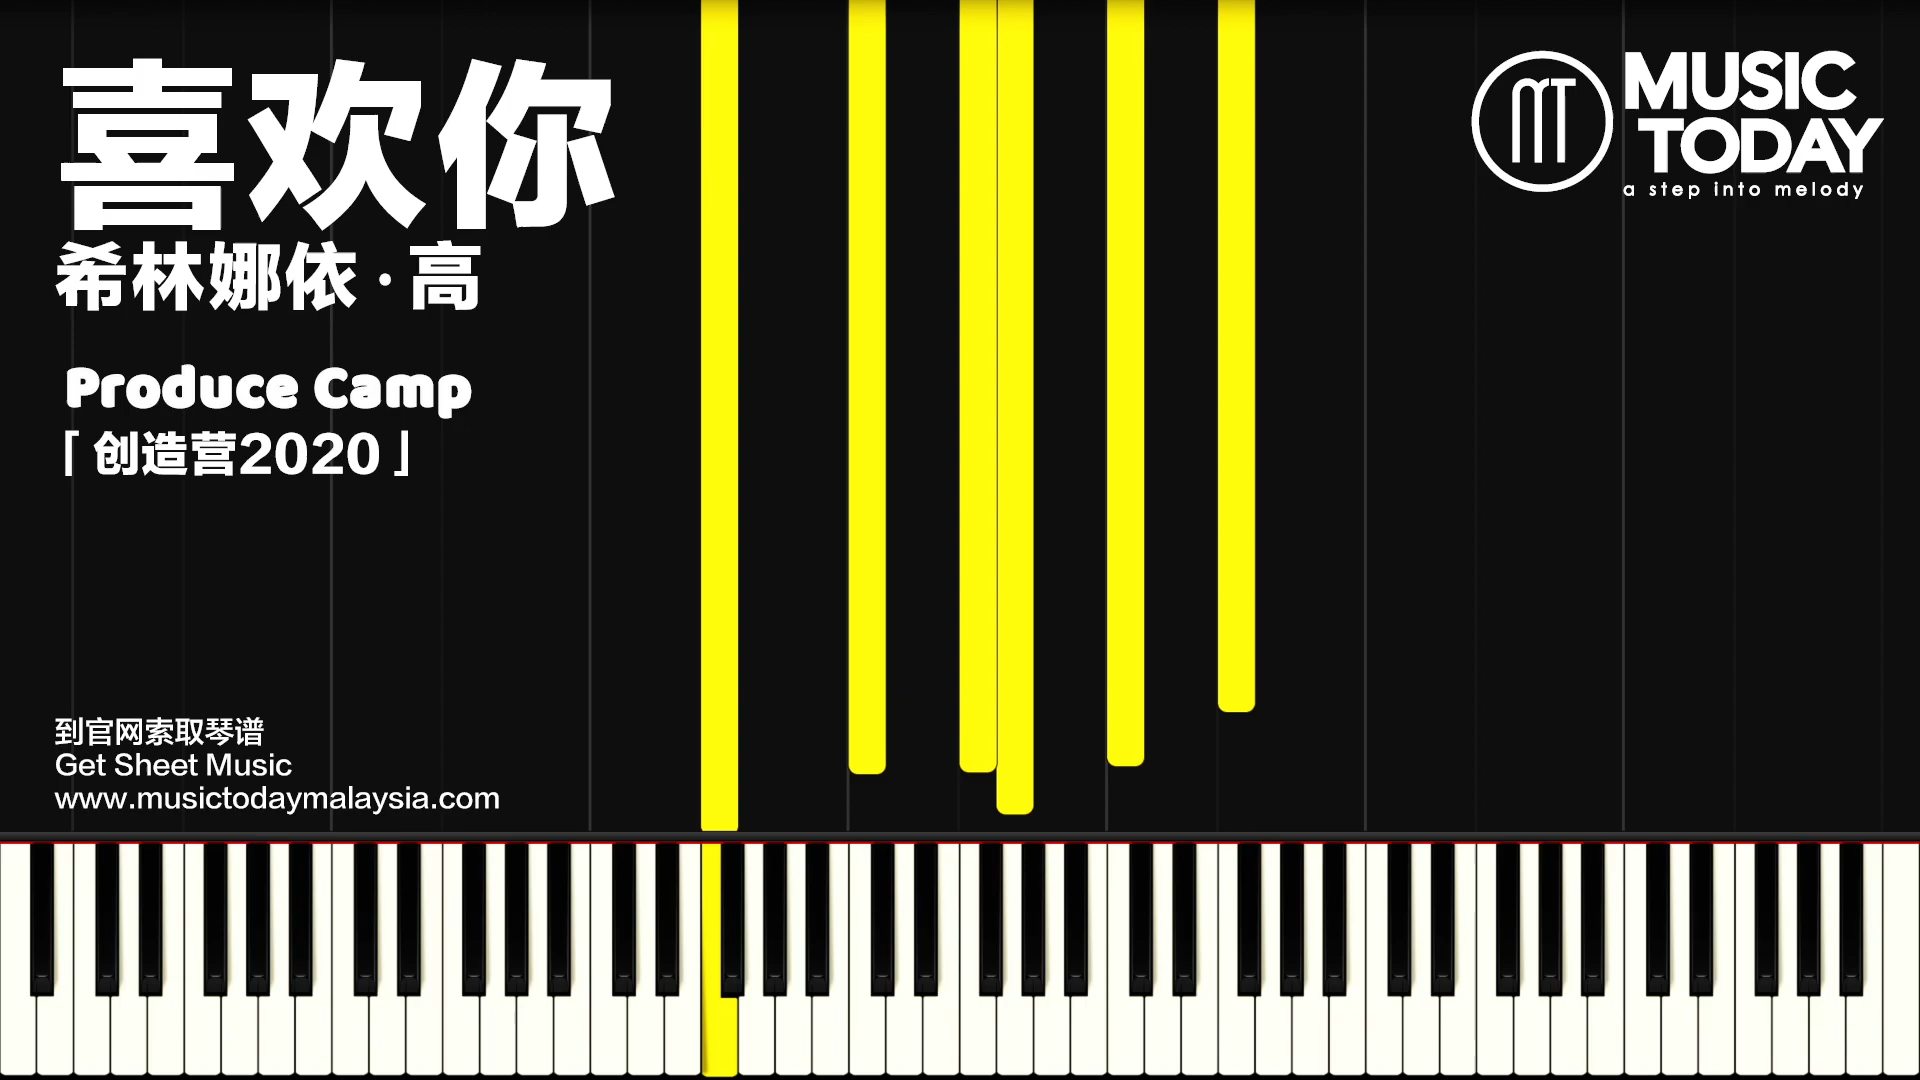 喜欢你
希林娜依·高
Produce Camp
「创造营2020」
MT
MUSIC
TODAY
a step into melody
到官网索取琴谱
Get Sheet Music
www.musictodaymalaysia.com